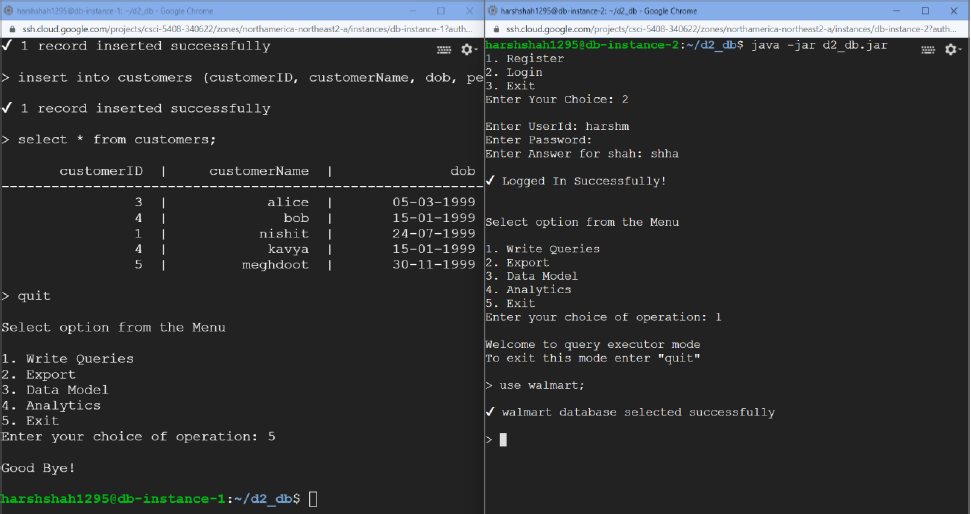 harshshah1295@db-instance-1: ~/d2_db - Google Chrome
ssh.cloud.google.com/projects/csci-5408-340622/zones/northamerica-northeast2-a/instances/db-instance-1?auth...
✓ 1 record inserted successfully
> insert into customers (customerID, customerName, dob, pe
✓ 1 record inserted successfully
> select * from customers;
customerID | customerName | dob
--------------------------------------------------------------
3 | alice | 05-03-1999
4 | bob | 15-01-1999
1 | nishit | 24-07-1999
4 | kavya | 15-01-1999
5 | meghdoot | 30-11-1999
> quit
Select option from the Menu
1. Write Queries
2. Export
3. Data Model
4. Analytics
5. Exit
Enter your choice of operation: 5
Good Bye!
harshshah1295@db-instance-1:~/d2_db$
harshshah1295@db-instance-2: ~/d2_db - Google Chrome
ssh.cloud.google.com/projects/csci-5408-340622/zones/northamerica-northeast2-a/instances/db-instance-2?auth...
harshshah1295@db-instance-2:~/d2_db$ java -jar d2_db.jar
1. Register
2. Login
3. Exit
Enter Your Choice: 2
Enter UserId: harshm
Enter Password:
Enter Answer for shah: shha
✓ Logged In Successfully!
Select option from the Menu
1. Write Queries
2. Export
3. Data Model
4. Analytics
5. Exit
Enter your choice of operation: 1
Welcome to query executor mode
To exit this mode enter "quit"
> use walmart;
✓ walmart database selected successfully
>